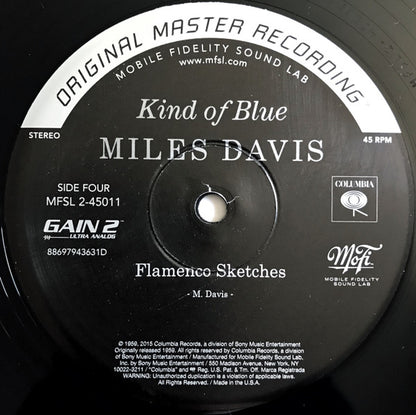 ORIGINAL MASTER RECORDING
MOBILE FIDELITY SOUND LAB
www.mfsl.com
Kind of Blue
STEREO
45 RPM
MILES DAVIS
SIDE FOUR
MFSL 2-45011
COLUMBIA
GAIN 2™
ULTRA ANALOG
88697943631D
MoFi
MOBILE FIDELITY
SOUND LAB
Flamenco Sketches
- M. Davis -
© 1959, 2015 Columbia Records, a division of Sony Music Entertainment
Originally released 1959. All rights reserved by Columbia Records, a division
of Sony Music Entertainment / Manufactured for Mobile Fidelity Sound Lab,
Inc. by Sony Music Entertainment / 550 Madison Avenue, New York, NY
10022-3211 / "Columbia" and Reg. U.S. Pat. & Tm. Off. Marca Registrada
WARNING: Unauthorized duplication is a violation of applicable laws.
All Rights Reserved. / Made in the U.S.A.